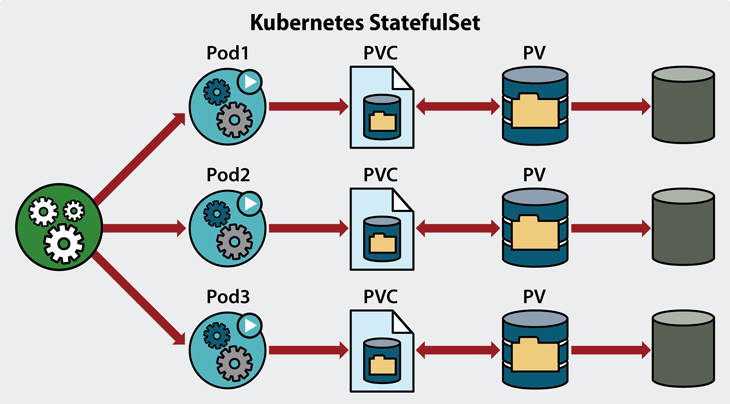 Kubernetes StatefulSet
Pod1 PVC PV
Pod2 PVC PV
Pod3 PVC PV